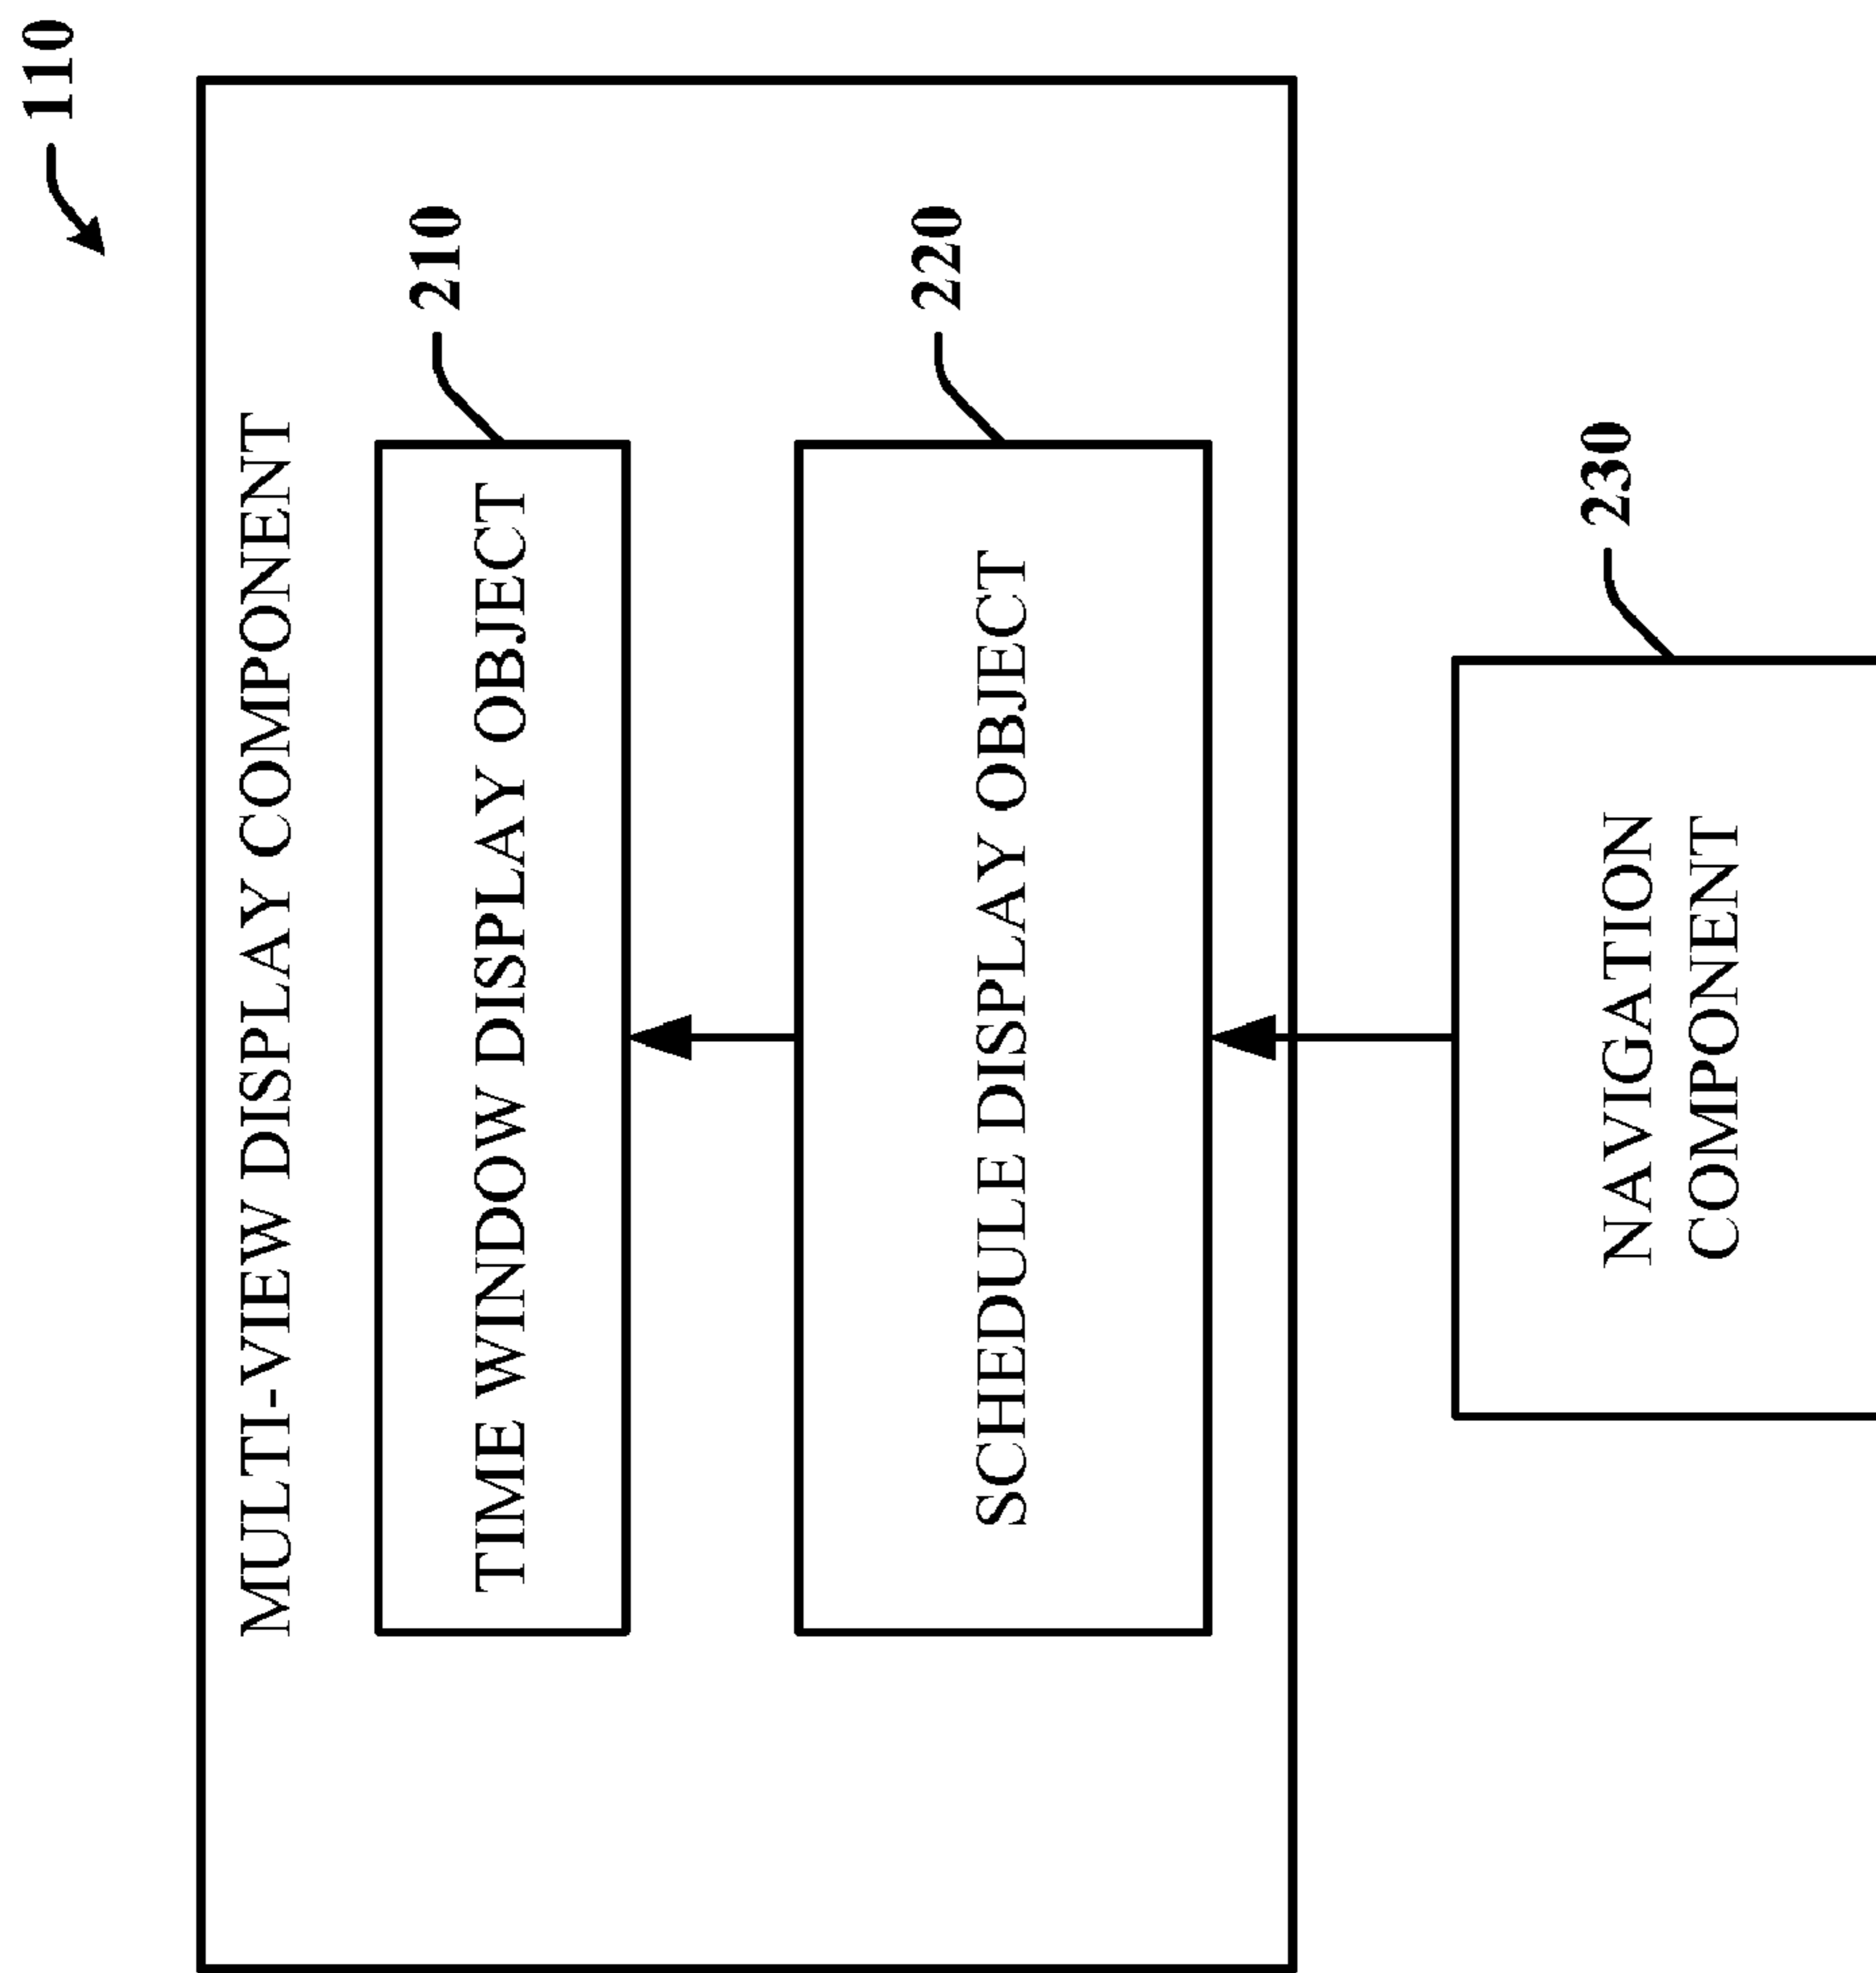 110
MULTI-VIEW DISPLAY COMPONENT
210
TIME WINDOW DISPLAY OBJECT
220
SCHEDULE DISPLAY OBJECT
230
NAVIGATION
COMPONENT